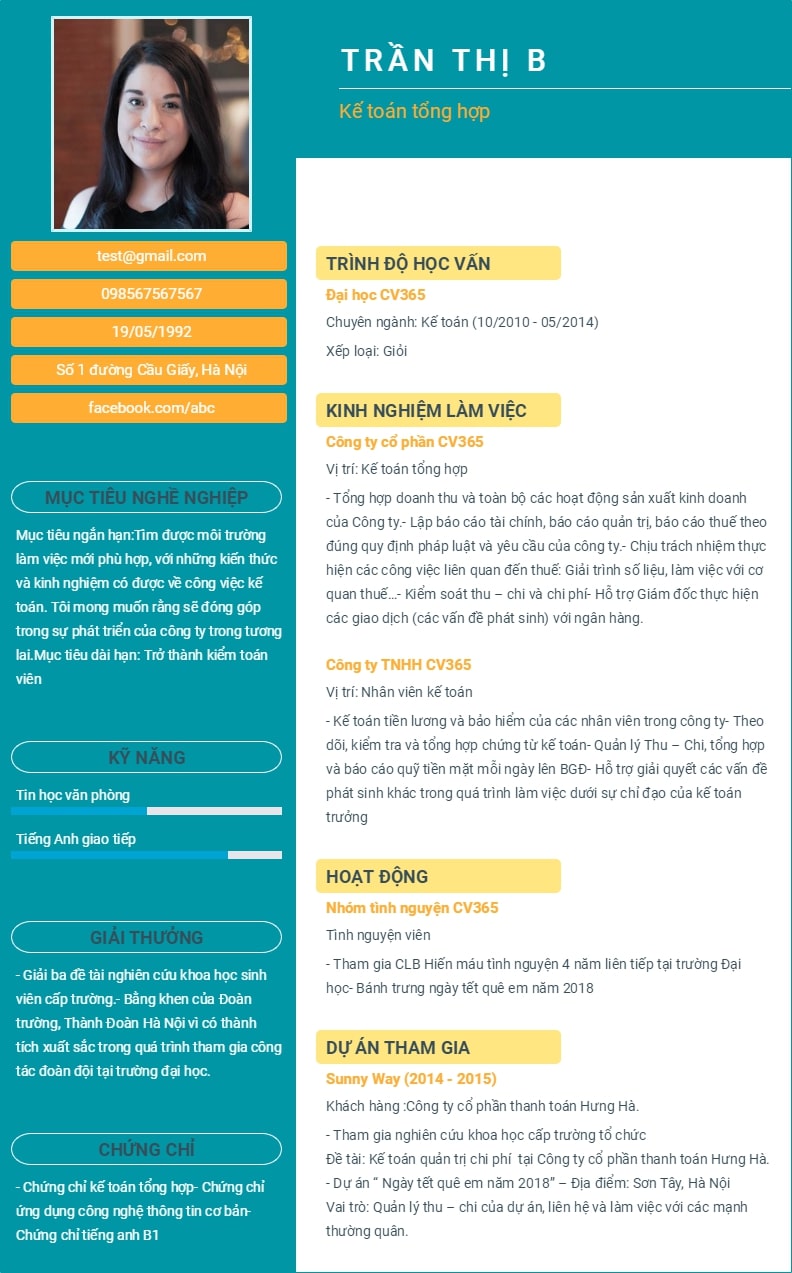 TRẦN THỊ B
Kế toán tổng hợp
test@gmail.com
098567567567
19/05/1992
Số 1 đường Cầu Giấy, Hà Nội
facebook.com/abc
MỤC TIÊU NGHỀ NGHIỆP
Mục tiêu ngắn hạn:Tìm được môi trường
làm việc mới phù hợp, với những kiến thức
và kinh nghiệm có được về công việc kế
toán. Tôi mong muốn rằng sẽ đóng góp
trong sự phát triển của công ty trong tương
lai.Mục tiêu dài hạn: Trở thành kiểm toán
viên
KỸ NĂNG
Tin học văn phòng
Tiếng Anh giao tiếp
GIẢI THƯỞNG
- Giải ba đề tài nghiên cứu khoa học sinh
viên cấp trường.- Bằng khen của Đoàn
trường, Thành Đoàn Hà Nội vì có thành
tích xuất sắc trong quá trình tham gia công
tác đoàn đội tại trường đại học.
CHỨNG CHỈ
- Chứng chỉ kế toán tổng hợp- Chứng chỉ
ứng dụng công nghệ thông tin cơ bản-
Chứng chỉ tiếng anh B1
TRÌNH ĐỘ HỌC VẤN
Đại học CV365
Chuyên ngành: Kế toán (10/2010 - 05/2014)
Xếp loại: Giỏi
KINH NGHIỆM LÀM VIỆC
Công ty cổ phần CV365
Vị trí: Kế toán tổng hợp
- Tổng hợp doanh thu và toàn bộ các hoạt động sản xuất kinh doanh
của Công ty.- Lập báo cáo tài chính, báo cáo quản trị, báo cáo thuế theo
đúng quy định pháp luật và yêu cầu của công ty.- Chịu trách nhiệm thực
hiện các công việc liên quan đến thuế: Giải trình số liệu, làm việc với cơ
quan thuế...- Kiểm soát thu – chi và chi phí- Hỗ trợ Giám đốc thực hiện
các giao dịch (các vấn đề phát sinh) với ngân hàng.
Công ty TNHH CV365
Vị trí: Nhân viên kế toán
- Kế toán tiền lương và bảo hiểm của các nhân viên trong công ty- Theo
dõi, kiểm tra và tổng hợp chứng từ kế toán- Quản lý Thu – Chi, tổng hợp
và báo cáo quỹ tiền mặt mỗi ngày lên BGĐ- Hỗ trợ giải quyết các vấn đề
phát sinh khác trong quá trình làm việc dưới sự chỉ đạo của kế toán
trưởng
HOẠT ĐỘNG
Nhóm tình nguyện CV365
Tình nguyện viên
- Tham gia CLB Hiến máu tình nguyện 4 năm liên tiếp tại trường Đại
học- Bánh trưng ngày tết quê em năm 2018
DỰ ÁN THAM GIA
Sunny Way (2014 - 2015)
Khách hàng :Công ty cổ phần thanh toán Hưng Hà.
- Tham gia nghiên cứu khoa học cấp trường tổ chức
Đề tài: Kế toán quản trị chi phí tại Công ty cổ phần thanh toán Hưng Hà.
- Dự án “ Ngày tết quê em năm 2018” – Địa điểm: Sơn Tây, Hà Nội
Vai trò: Quản lý thu – chi của dự án, liên hệ và làm việc với các mạnh
thường quân.